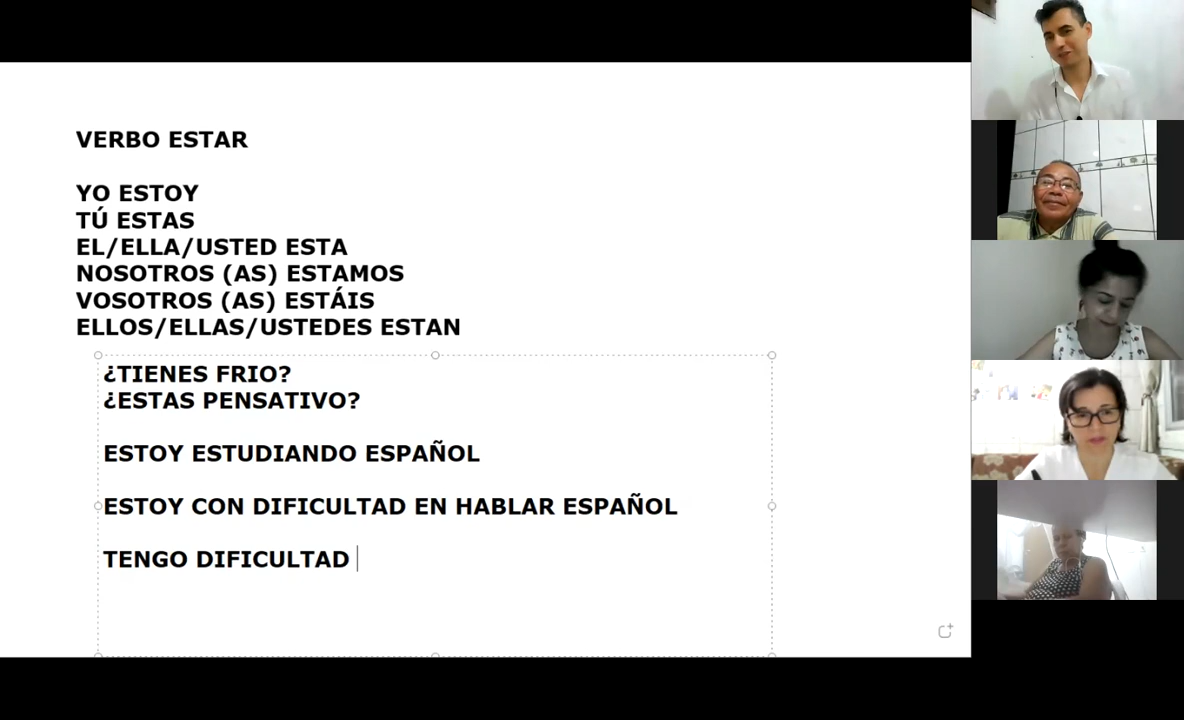 VERBO ESTAR
YO ESTOY
TÚ ESTAS
EL/ELLA/USTED ESTA
NOSOTROS (AS) ESTAMOS
VOSOTROS (AS) ESTÁIS
ELLOS/ELLAS/USTEDES ESTAN
¿TIENES FRIO?
¿ESTAS PENSATIVO?
ESTOY ESTUDIANDO ESPAÑOL
ESTOY CON DIFICULTAD EN HABLAR ESPAÑOL
TENGO DIFICULTAD